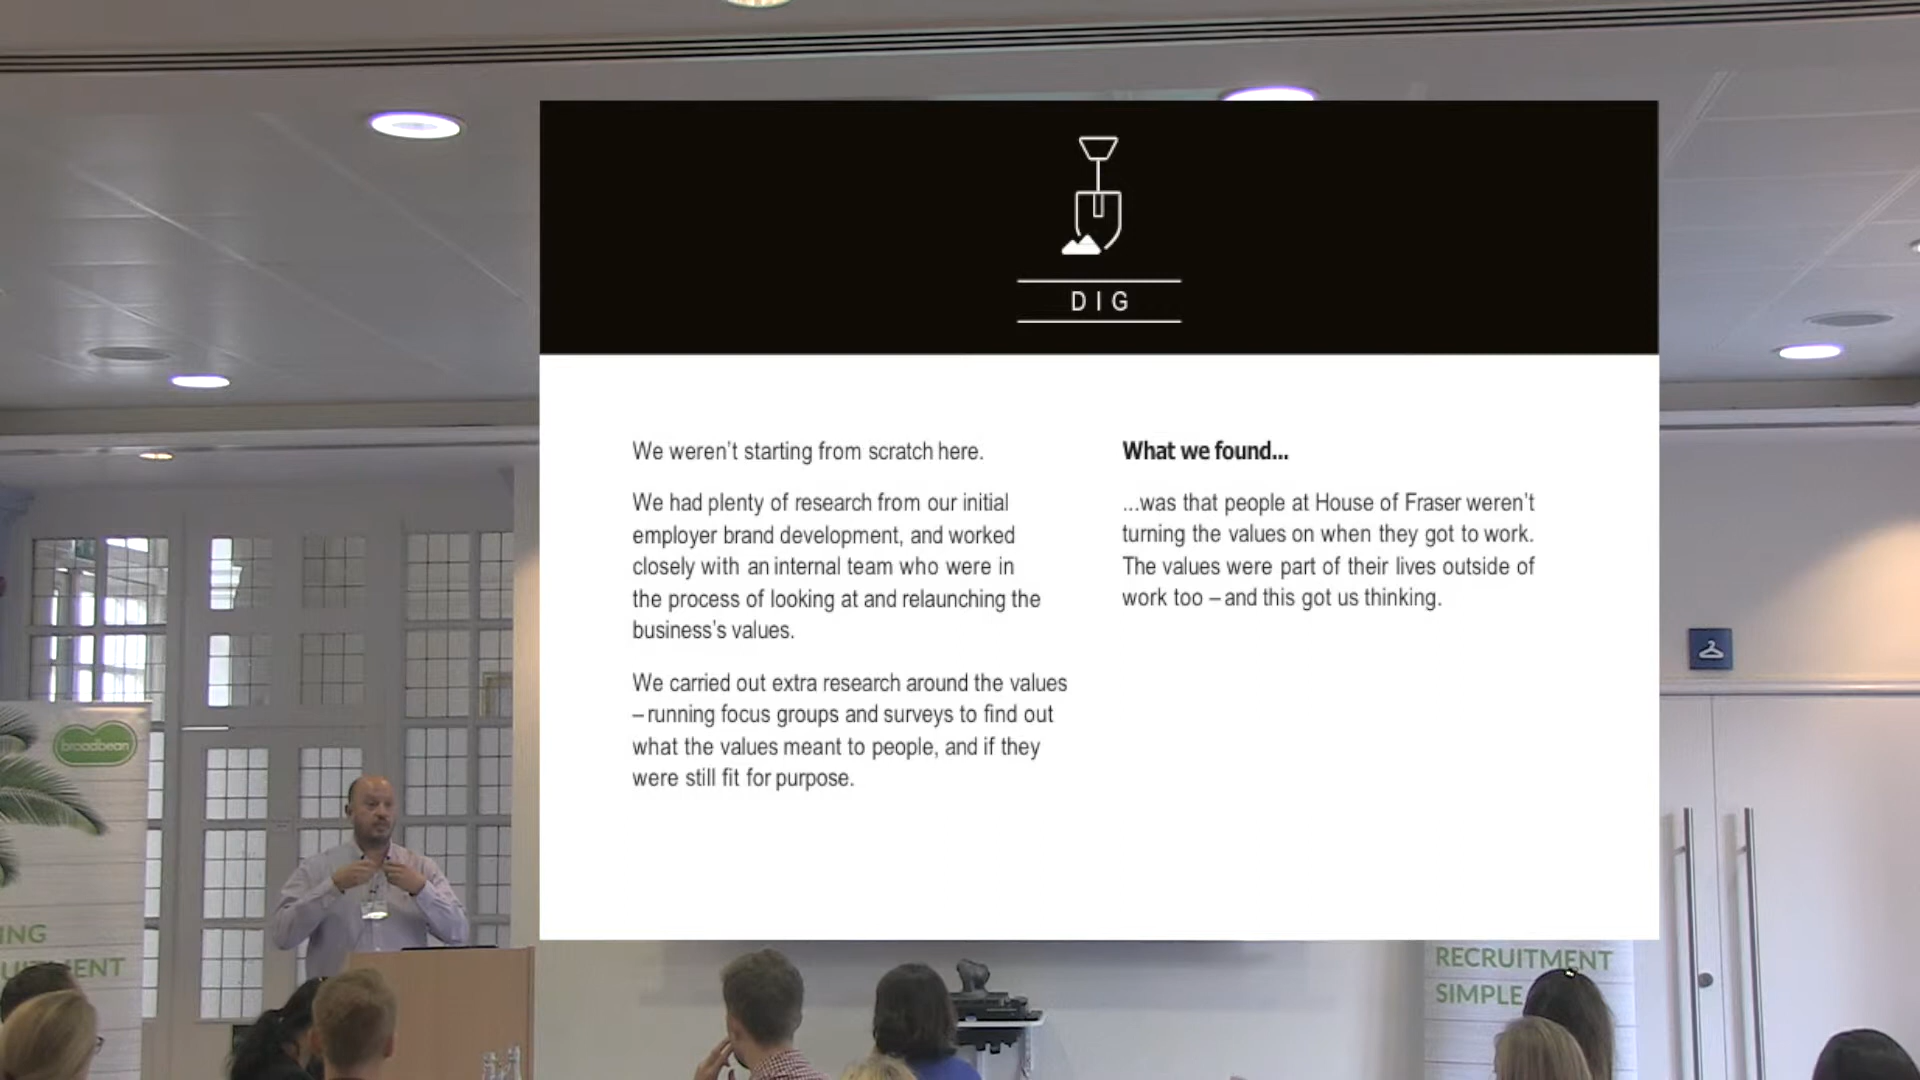 DIG
We weren't starting from scratch here.
We had plenty of research from our initial
employer brand development, and worked
closely with an internal team who were in
the process of looking at and relaunching the
business's values.
We carried out extra research around the values
– running focus groups and surveys to find out
what the values meant to people, and if they
were still fit for purpose.
What we found...
...was that people at House of Fraser weren't
turning the values on when they got to work.
The values were part of their lives outside of
work too – and this got us thinking.
broadbean
ING
UITMENT
RECRUITMENT
SIMPLE